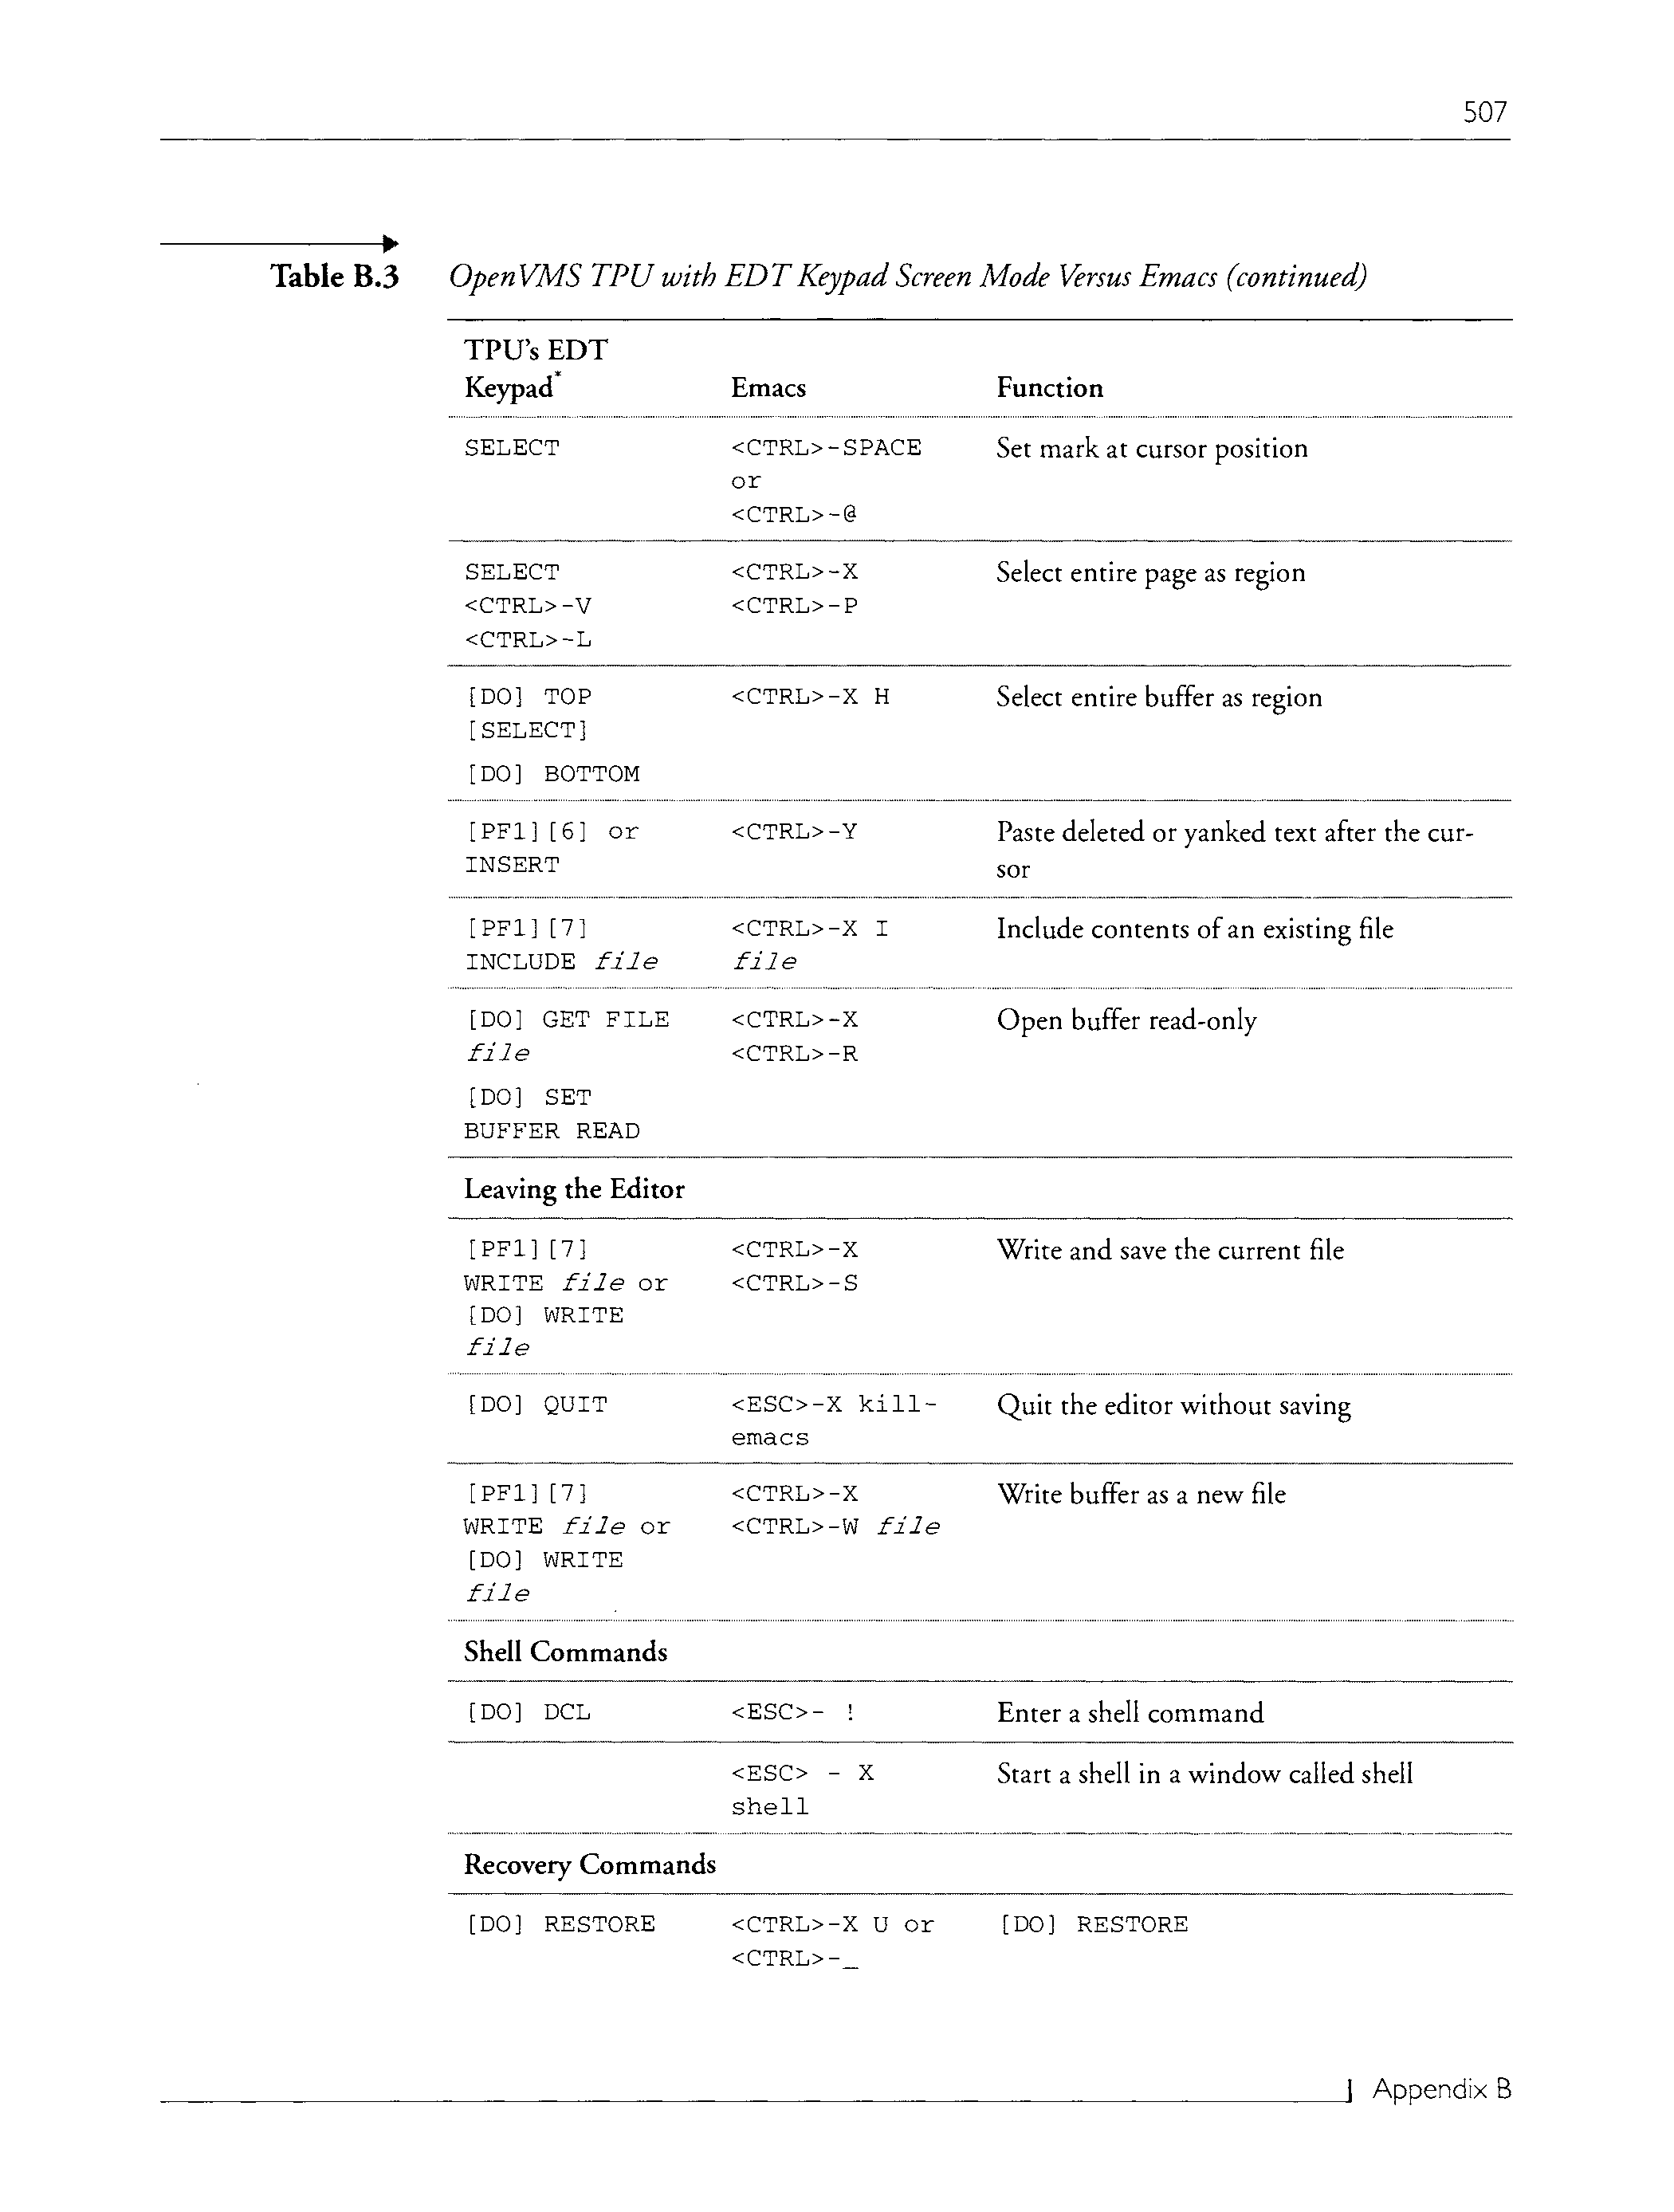 507
Table B.3 OpenVMS TPU with EDT Keypad Screen Mode Versus Emacs (continued)
TPU's EDT
Keypad* Emacs Function
SELECT <CTRL>-SPACE Set mark at cursor position
or
<CTRL>-@
SELECT <CTRL>-X Select entire page as region
<CTRL>-V <CTRL>-P
<CTRL>-L
[DO] TOP <CTRL>-X H Select entire buffer as region
[SELECT]
[DO] BOTTOM
[PF1][6] or <CTRL>-Y Paste deleted or yanked text after the cur-
INSERT sor
[PF1][7] <CTRL>-X I Include contents of an existing file
INCLUDE file file
[DO] GET FILE <CTRL>-X Open buffer read-only
file <CTRL>-R
[DO] SET
BUFFER READ
Leaving the Editor
[PF1][7] <CTRL>-X Write and save the current file
WRITE file or <CTRL>-S
[DO] WRITE
file
[DO] QUIT <ESC>-X kill- Quit the editor without saving
emacs
[PF1][7] <CTRL>-X Write buffer as a new file
WRITE file or <CTRL>-W file
[DO] WRITE
file
Shell Commands
[DO] DCL <ESC>- ! Enter a shell command
<ESC> - X Start a shell in a window called shell
shell
Recovery Commands
[DO] RESTORE <CTRL>-X U or [DO] RESTORE
<CTRL>-_
Appendix B